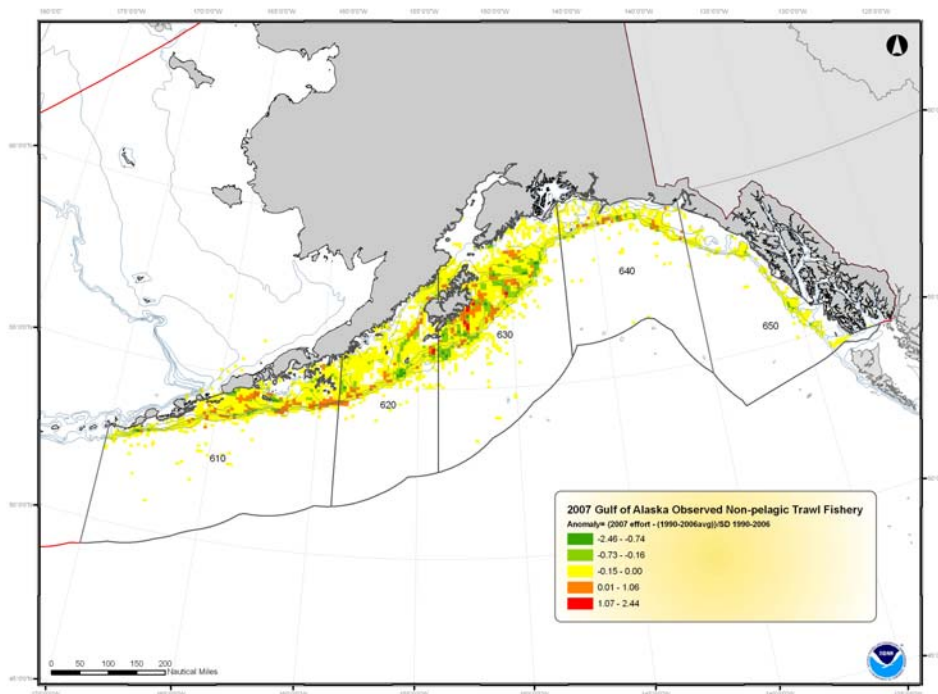 640
650
630
620
610
2007 Gulf of Alaska Observed Non-pelagic Trawl Fishery
Anomaly= (2007 effort - (1990-2006avg))/SD 1990-2006
-2.46 - -0.74
-0.73 - -0.16
-0.15 - 0.00
0.01 - 1.06
1.07 - 2.44
0 50 100 150 200
Nautical Miles
NOAA